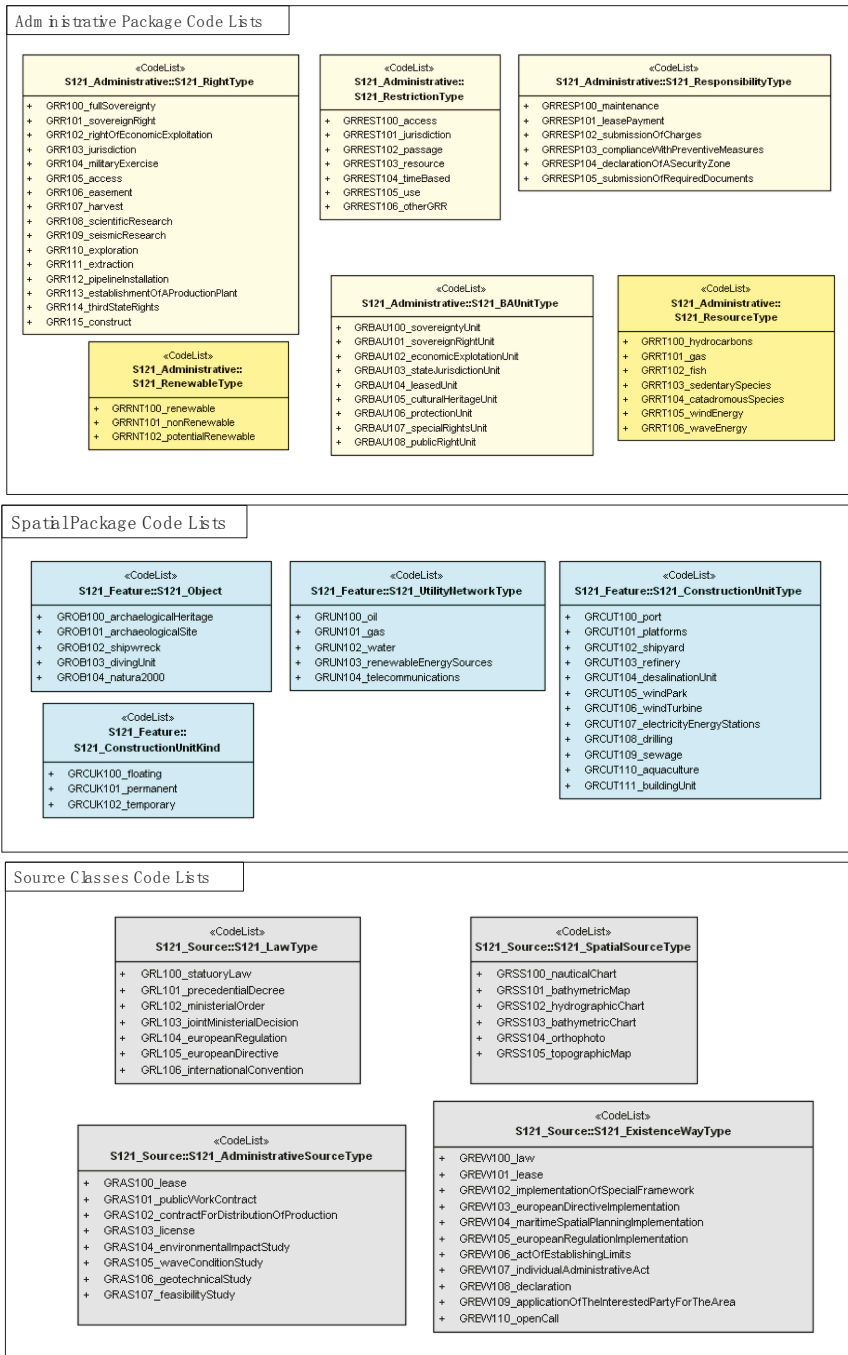 Administrative Package Code Lists
«CodeList»
S121_Administrative::S121_RightType
+ GRR100_fullSovereignty
+ GRR101_sovereignRight
+ GRR102_rightOfEconomicExploitation
+ GRR103_jurisdiction
+ GRR104_militaryExercise
+ GRR105_access
+ GRR106_easement
+ GRR107_harvest
+ GRR108_scientificResearch
+ GRR109_seismicResearch
+ GRR110_exploration
+ GRR111_extraction
+ GRR112_pipelineInstallation
+ GRR113_establishmentOfAProductionPlant
+ GRR114_thirdStateRights
+ GRR115_construct
«CodeList»
S121_Administrative::
S121_RestrictionType
+ GRREST100_access
+ GRREST101_jurisdiction
+ GRREST102_passage
+ GRREST103_resource
+ GRREST104_timeBased
+ GRREST105_use
+ GRREST106_otherGRR
«CodeList»
S121_Administrative::S121_ResponsibilityType
+ GRRESP100_maintenance
+ GRRESP101_leasePayment
+ GRRESP102_submissionOfCharges
+ GRRESP103_complianceWithPreventiveMeasures
+ GRRESP104_declarationOfASecurityZone
+ GRRESP105_submissionOfRequiredDocuments
«CodeList»
S121_Administrative::
S121_RenewableType
+ GRRNT100_renewable
+ GRRNT101_nonRenewable
+ GRRNT102_potentialRenewable
«CodeList»
S121_Administrative::S121_BAUnitType
+ GRBAU100_sovereigntyUnit
+ GRBAU101_sovereignRightUnit
+ GRBAU102_economicExplotationUnit
+ GRBAU103_stateJurisdictionUnit
+ GRBAU104_leasedUnit
+ GRBAU105_culturalHeritageUnit
+ GRBAU106_protectionUnit
+ GRBAU107_specialRightsUnit
+ GRBAU108_publicRightUnit
«CodeList»
S121_Administrative::
S121_ResourceType
+ GRRT100_hydrocarbons
+ GRRT101_gas
+ GRRT102_fish
+ GRRT103_sedentarySpecies
+ GRRT104_catadromousSpecies
+ GRRT105_windEnergy
+ GRRT106_waveEnergy
Spatial Package Code Lists
«CodeList»
S121_Feature::S121_Object
+ GROB100_archaelogicalHeritage
+ GROB101_archaeologicalSite
+ GROB102_shipwreck
+ GROB103_divingUnit
+ GROB104_natura2000
«CodeList»
S121_Feature::S121_UtilityNetworkType
+ GRUN100_oil
+ GRUN101_gas
+ GRUN102_water
+ GRUN103_renewableEnergySources
+ GRUN104_telecommunications
«CodeList»
S121_Feature::S121_ConstructionUnitType
+ GRCUT100_port
+ GRCUT101_platforms
+ GRCUT102_shipyard
+ GRCUT103_refinery
+ GRCUT104_desalinationUnit
+ GRCUT105_windPark
+ GRCUT106_windTurbine
+ GRCUT107_electricityEnergyStations
+ GRCUT108_drilling
+ GRCUT109_sewage
+ GRCUT110_aquaculture
+ GRCUT111_buildingUnit
«CodeList»
S121_Feature::
S121_ConstructionUnitKind
+ GRCUK100_floating
+ GRCUK101_permanent
+ GRCUK102_temporary
Source Classes Code Lists
«CodeList»
S121_Source::S121_LawType
+ GRL100_statuoryLaw
+ GRL101_precedentialDecree
+ GRL102_ministerialOrder
+ GRL103_jointMinisterialDecision
+ GRL104_europeanRegulation
+ GRL105_europeanDirective
+ GRL106_internationalConvention
«CodeList»
S121_Source::S121_SpatialSourceType
+ GRSS100_nauticalChart
+ GRSS101_bathymetricMap
+ GRSS102_hydrographicChart
+ GRSS103_bathymetricChart
+ GRSS104_orthophoto
+ GRSS105_topographicMap
«CodeList»
S121_Source::S121_AdministrativeSourceType
+ GRAS100_lease
+ GRAS101_publicWorkContract
+ GRAS102_contractForDistributionOfProduction
+ GRAS103_license
+ GRAS104_environmentalImpactStudy
+ GRAS105_waveConditionStudy
+ GRAS106_geotechnicalStudy
+ GRAS107_feasibilityStudy
«CodeList»
S121_Source::S121_ExistenceWayType
+ GREW100_law
+ GREW101_lease
+ GREW102_implementationOfSpecialFramework
+ GREW103_europeanDirectiveImplementation
+ GREW104_maritimeSpatialPlanningImplementation
+ GREW105_europeanRegulationImplementation
+ GREW106_actOfEstablishingLimits
+ GREW107_individualAdministrativeAct
+ GREW108_declaration
+ GREW109_applicationOfTheInterestedPartyForTheArea
+ GREW110_openCall